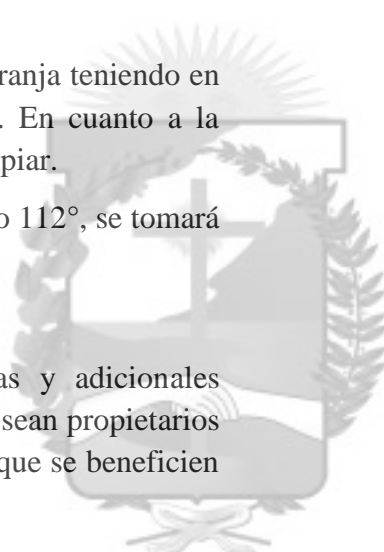 ranja teniendo en
. En cuanto a la
piar.
o 112°, se tomará
as y adicionales
sean propietarios
que se beneficien